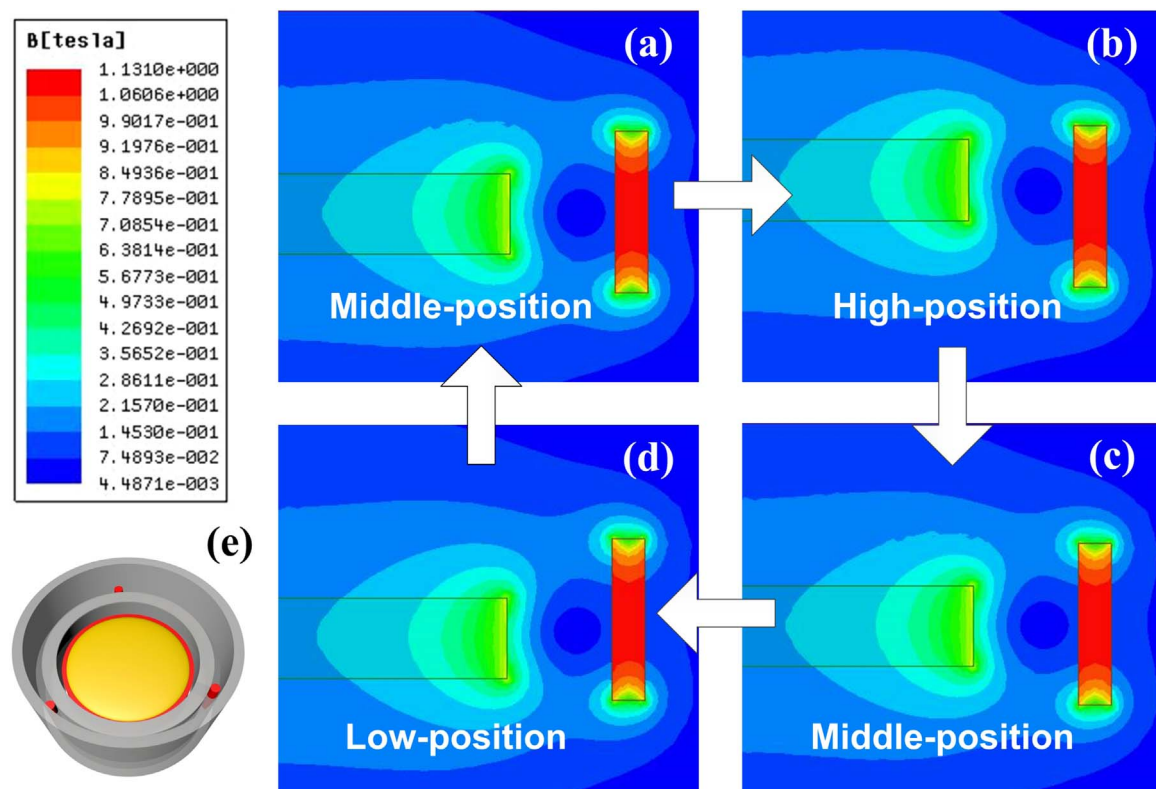 B[tesla]
1.1310e+000
1.0606e+000
9.9017e-001
9.1976e-001
8.4936e-001
7.7895e-001
7.0854e-001
6.3814e-001
5.6773e-001
4.9733e-001
4.2692e-001
3.5652e-001
2.8611e-001
2.1570e-001
1.4530e-001
7.4893e-002
4.4871e-003
(a)
Middle-position
(b)
High-position
(d)
Low-position
(c)
Middle-position
(e)